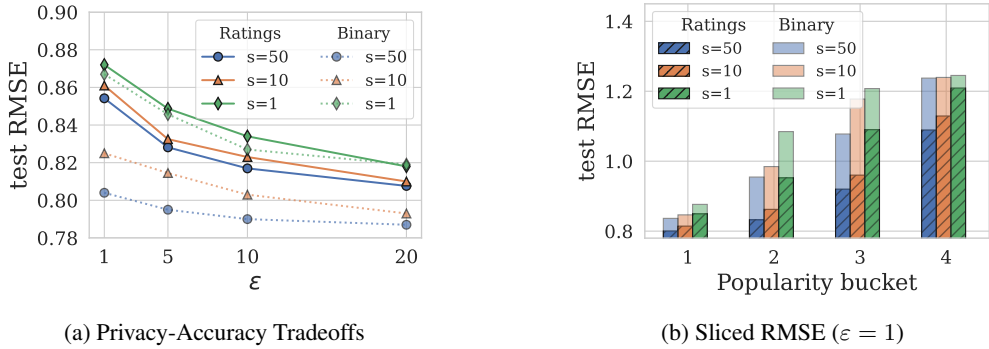 0.90
0.88
0.86
0.84
0.82
0.80
0.78
test RMSE
1 5 10 20
ε
Ratings Binary
s=50 s=50
s=10 s=10
s=1 s=1
(a) Privacy-Accuracy Tradeoffs
1.4
1.2
1.0
0.8
test RMSE
1 2 3 4
Popularity bucket
Ratings Binary
s=50 s=50
s=10 s=10
s=1 s=1
(b) Sliced RMSE (ε = 1)